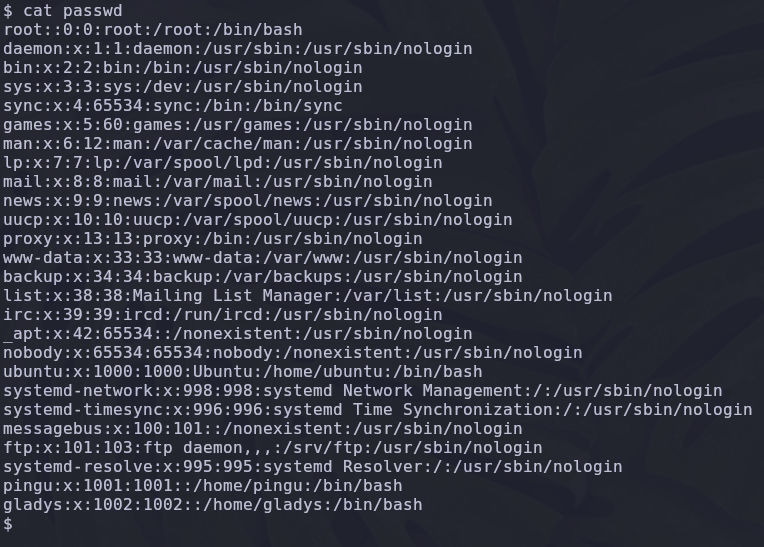 $ cat passwd
root::0:0:root:/root:/bin/bash
daemon:x:1:1:daemon:/usr/sbin:/usr/sbin/nologin
bin:x:2:2:bin:/bin:/usr/sbin/nologin
sys:x:3:3:sys:/dev:/usr/sbin/nologin
sync:x:4:65534:sync:/bin:/bin/sync
games:x:5:60:games:/usr/games:/usr/sbin/nologin
man:x:6:12:man:/var/cache/man:/usr/sbin/nologin
lp:x:7:7:lp:/var/spool/lpd:/usr/sbin/nologin
mail:x:8:8:mail:/var/mail:/usr/sbin/nologin
news:x:9:9:news:/var/spool/news:/usr/sbin/nologin
uucp:x:10:10:uucp:/var/spool/uucp:/usr/sbin/nologin
proxy:x:13:13:proxy:/bin:/usr/sbin/nologin
www-data:x:33:33:www-data:/var/www:/usr/sbin/nologin
backup:x:34:34:backup:/var/backups:/usr/sbin/nologin
list:x:38:38:Mailing List Manager:/var/list:/usr/sbin/nologin
irc:x:39:39:ircd:/run/ircd:/usr/sbin/nologin
_apt:x:42:65534::/nonexistent:/usr/sbin/nologin
nobody:x:65534:65534:nobody:/nonexistent:/usr/sbin/nologin
ubuntu:x:1000:1000:Ubuntu:/home/ubuntu:/bin/bash
systemd-network:x:998:998:systemd Network Management:/:/usr/sbin/nologin
systemd-timesync:x:996:996:systemd Time Synchronization:/:/usr/sbin/nologin
messagebus:x:100:101::/nonexistent:/usr/sbin/nologin
ftp:x:101:103:ftp daemon,,,:/srv/ftp:/usr/sbin/nologin
systemd-resolve:x:995:995:systemd Resolver:/:/usr/sbin/nologin
pingu:x:1001:1001::/home/pingu:/bin/bash
gladys:x:1002:1002::/home/gladys:/bin/bash
$